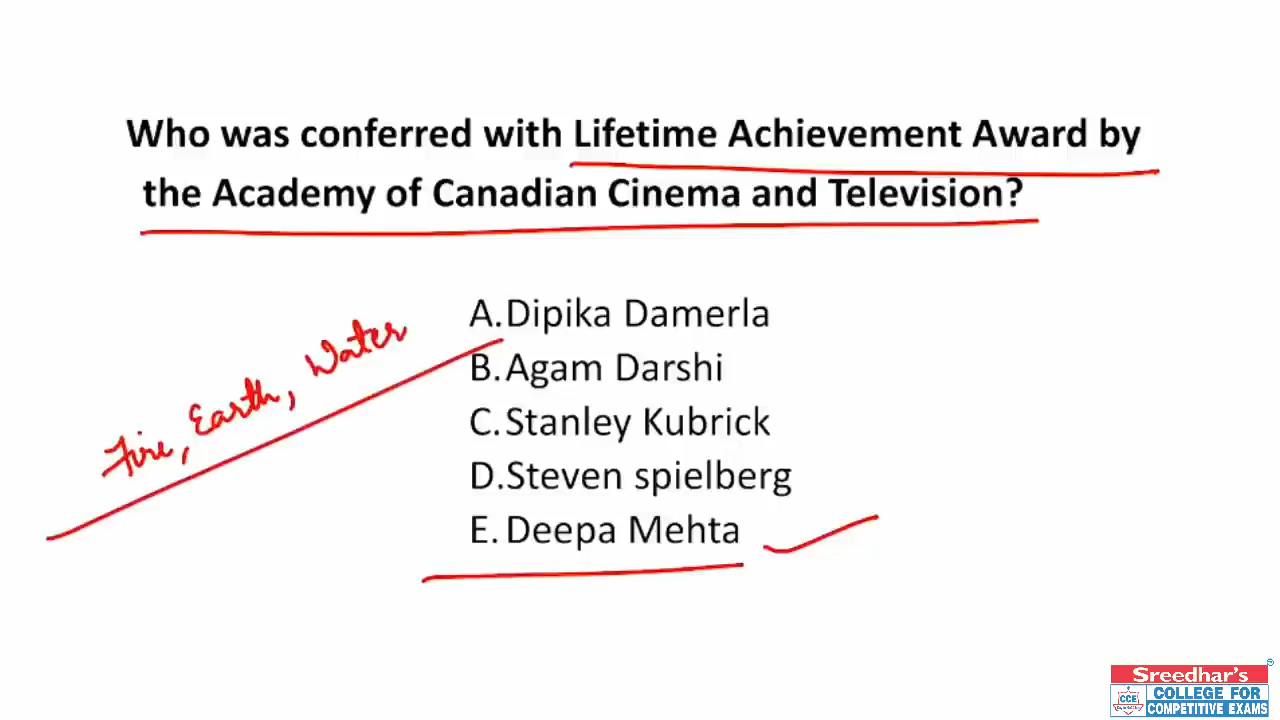 Who was conferred with Lifetime Achievement Award by
the Academy of Canadian Cinema and Television?
A.Dipika Damerla
B.Agam Darshi
C.Stanley Kubrick
D.Steven spielberg
E.Deepa Mehta
Fire, Earth, Water
Sreedhar's
CCE
COLLEGE FOR
COMPETITIVE EXAMS